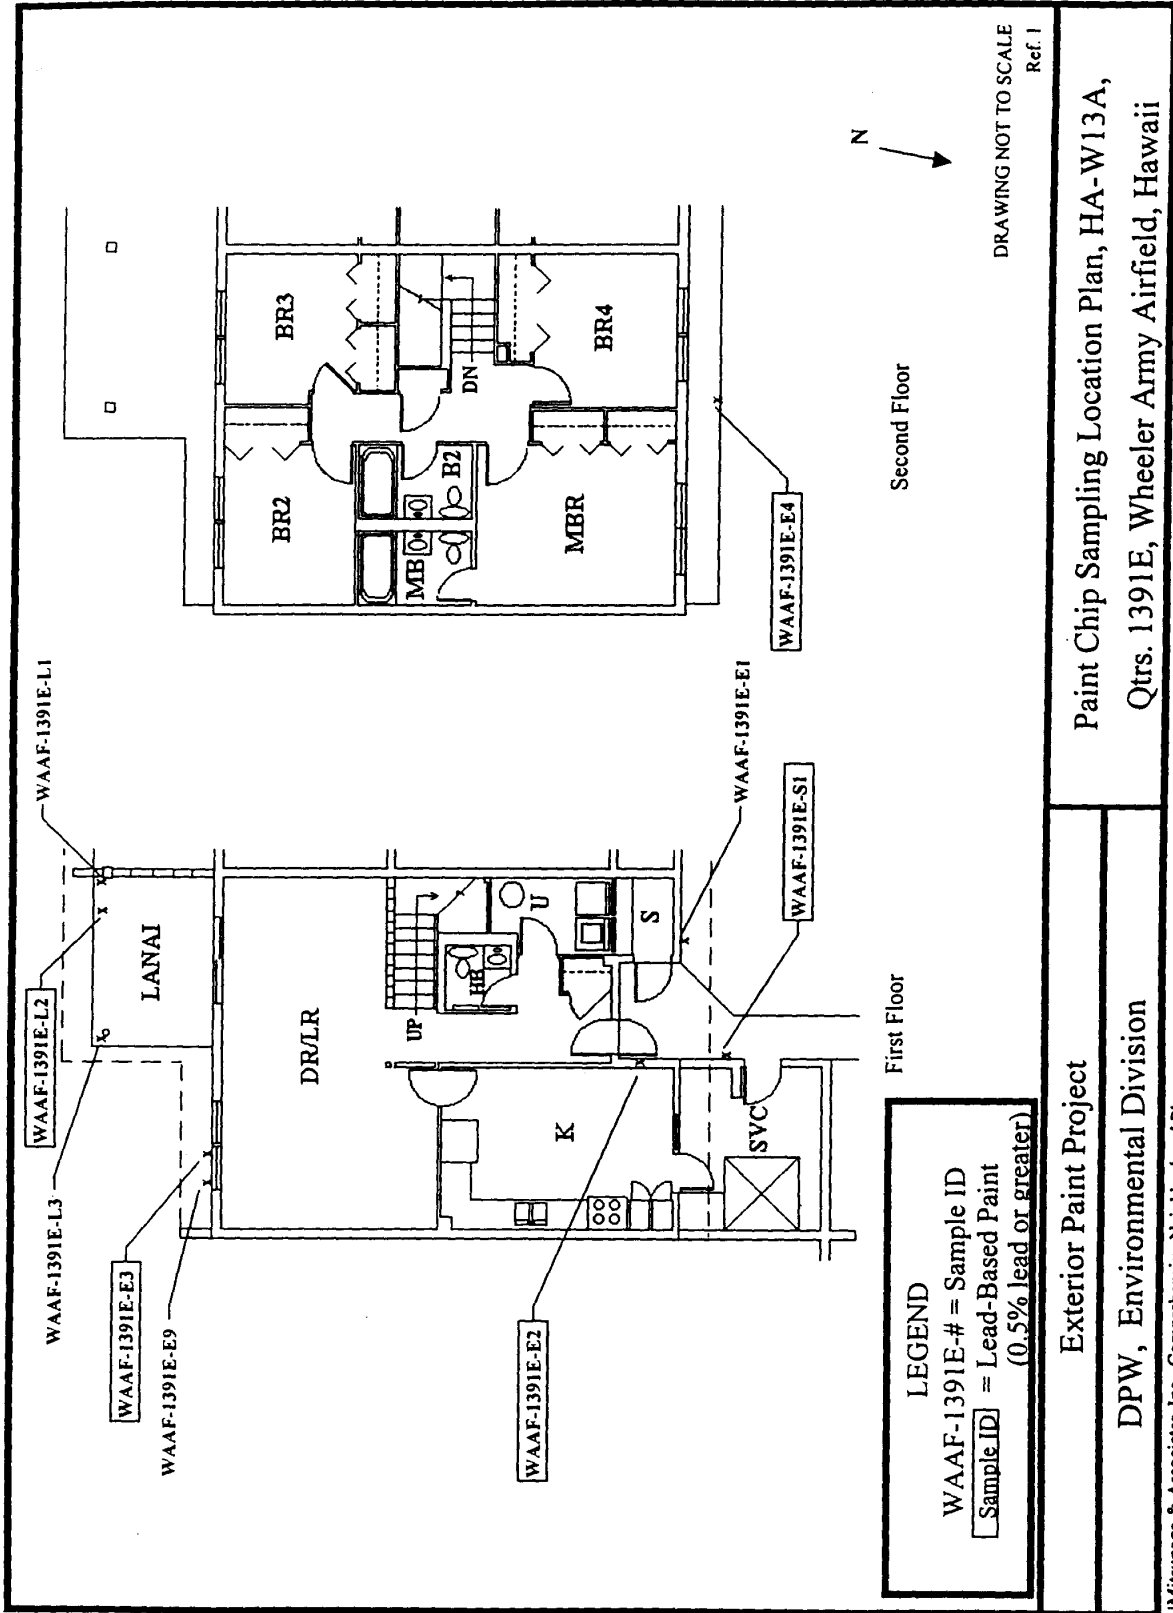 WAAF-1391E-L3
WAAF-1391E-L2
WAAF-1391E-L1
WAAF-1391E-E3
WAAF-1391E-E9
LANAI
DR/LR
UP
HB
U
K
S
SVC
WAAF-1391E-E2
WAAF-1391E-E1
WAAF-1391E-S1
First Floor
BR2
BR3
MB
B2
DN
MBR
BR4
WAAF-1391E-E4
Second Floor
N
LEGEND
WAAF-1391E-# = Sample ID
Sample ID = Lead-Based Paint
(0.5% lead or greater)
DRAWING NOT TO SCALE
Ref. 1
Exterior Paint Project
DPW, Environmental Division
Paint Chip Sampling Location Plan, HA-W13A,
Qtrs. 1391E, Wheeler Army Airfield, Hawaii
& Associates Inc.